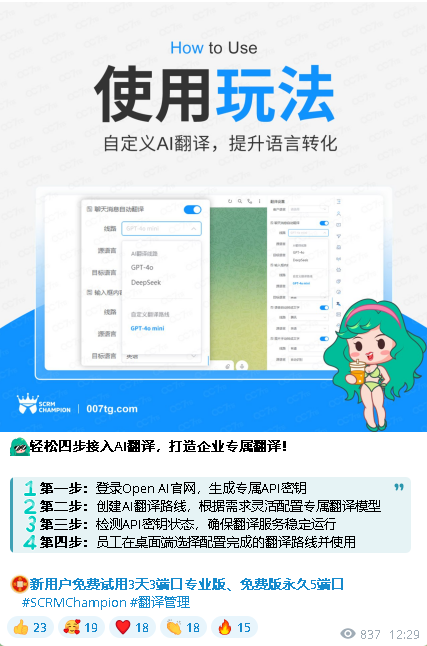 How to Use
使用玩法
自定义AI翻译，提升语言转化
聊天消息自动翻译
线路
GPT-4o mini
源语言
AI翻译线路
目标语言
GPT-4o
DeepSeek
输入框内容
线路
自定义翻译路线
源语言
GPT-4o mini
目标语言
SCRM
CHAMPION
007tg.com
轻松四步接入AI翻译，打造企业专属翻译！
1 第一步：登录Open AI官网，生成专属API密钥
2 第二步：创建AI翻译路线，根据需求灵活配置专属翻译模型
3 第三步：检测API密钥状态，确保翻译服务稳定运行
4 第四步：员工在桌面端选择配置完成的翻译路线并使用
新用户免费试用3天3端口专业版、免费版永久5端口
#SCRMChampion #翻译管理
23 19 18 18 15
837 12:29